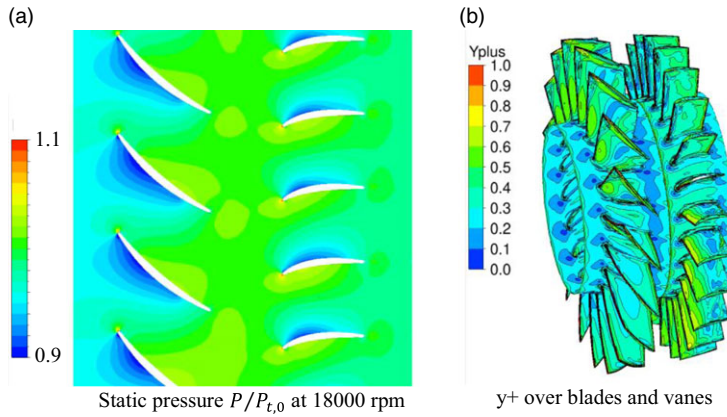 (a)
1.1
0.9
Static pressure P/P_{t,0} at 18000 rpm
(b)
Yplus
1.0
0.9
0.8
0.7
0.6
0.5
0.4
0.3
0.2
0.1
0.0
y+ over blades and vanes